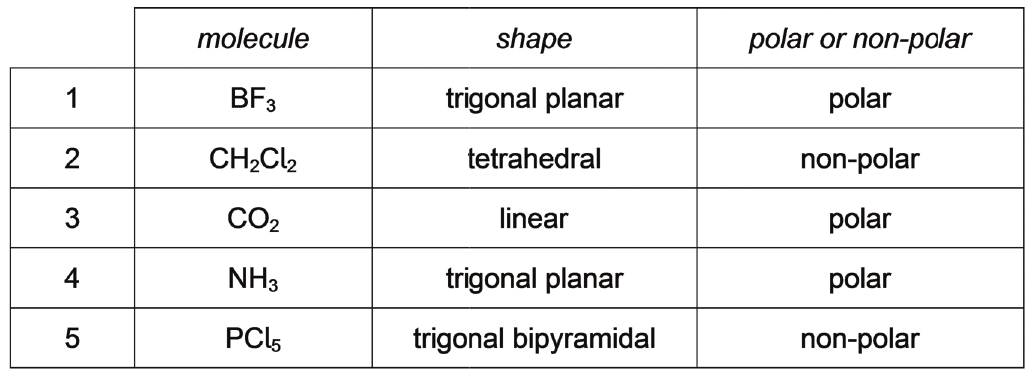 molecule shape polar or non-polar
1 BF₃ trigonal planar polar
2 CH₂Cl₂ tetrahedral non-polar
3 CO₂ linear polar
4 NH₃ trigonal planar polar
5 PCl₅ trigonal bipyramidal non-polar